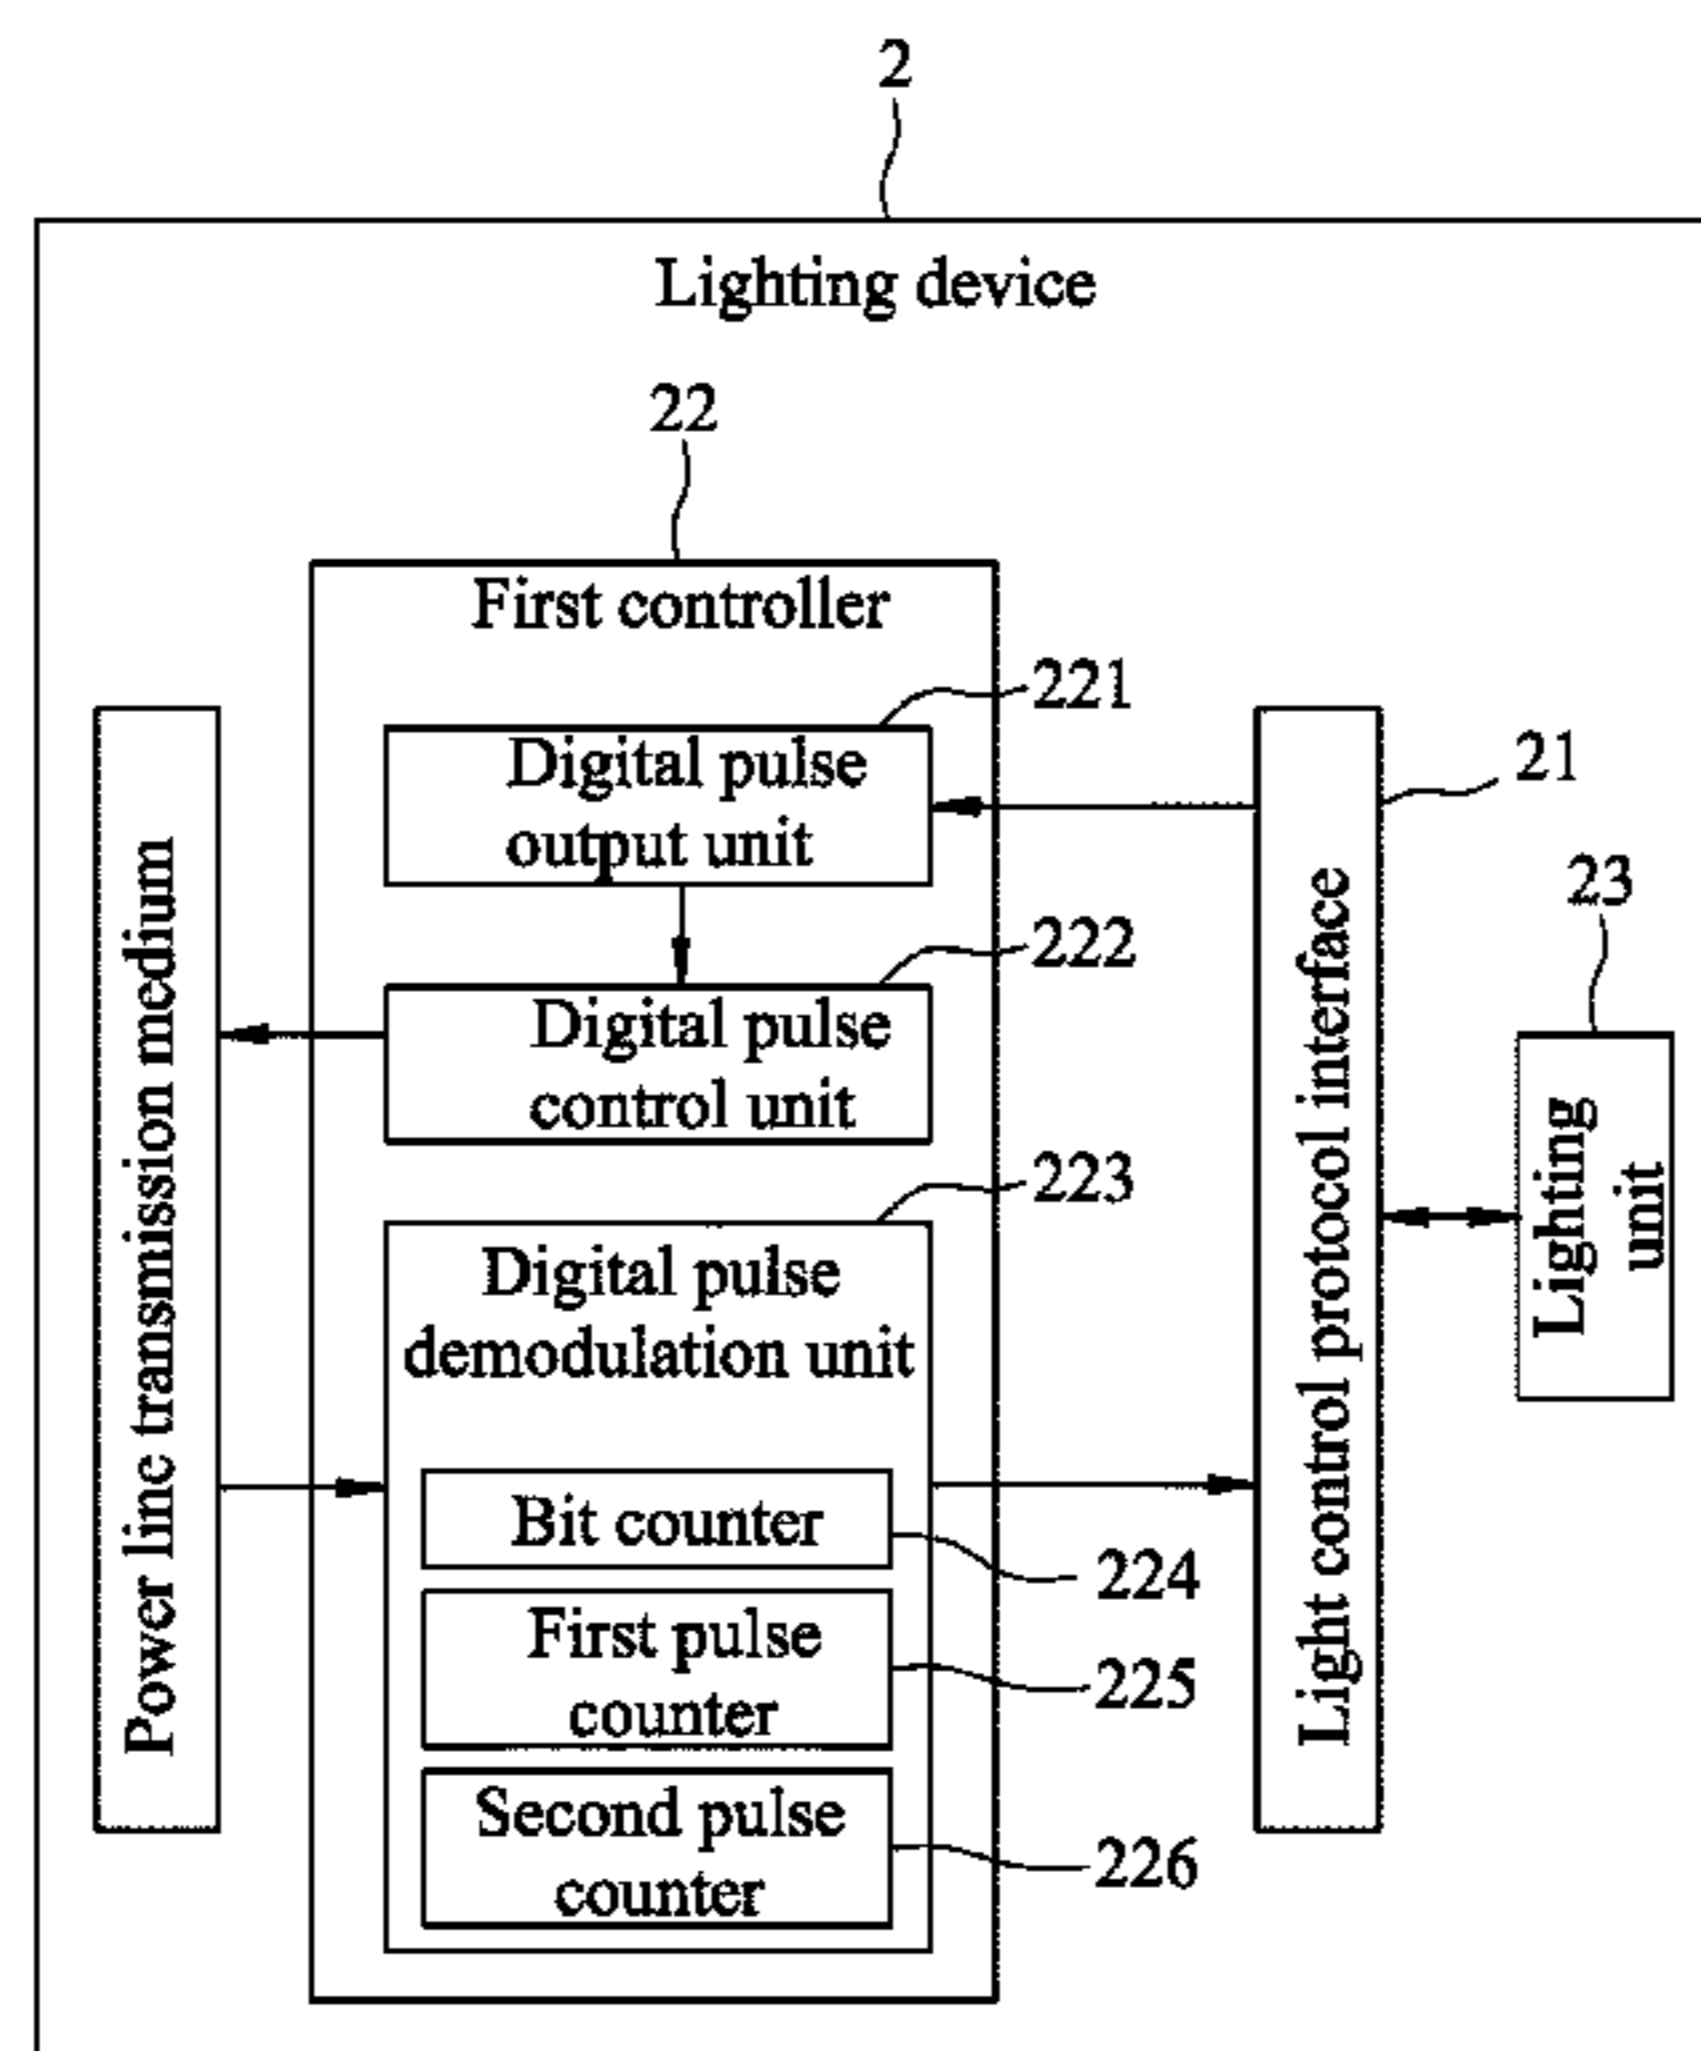 2
Lighting device
22
First controller
221
Digital pulse
output unit
21
23
222
Digital pulse
control unit
223
Digital pulse
demodulation unit
Bit counter
224
First pulse
counter
225
Second pulse
counter
226
Power line transmission medium
Light control protocol interface
Lighting
unit